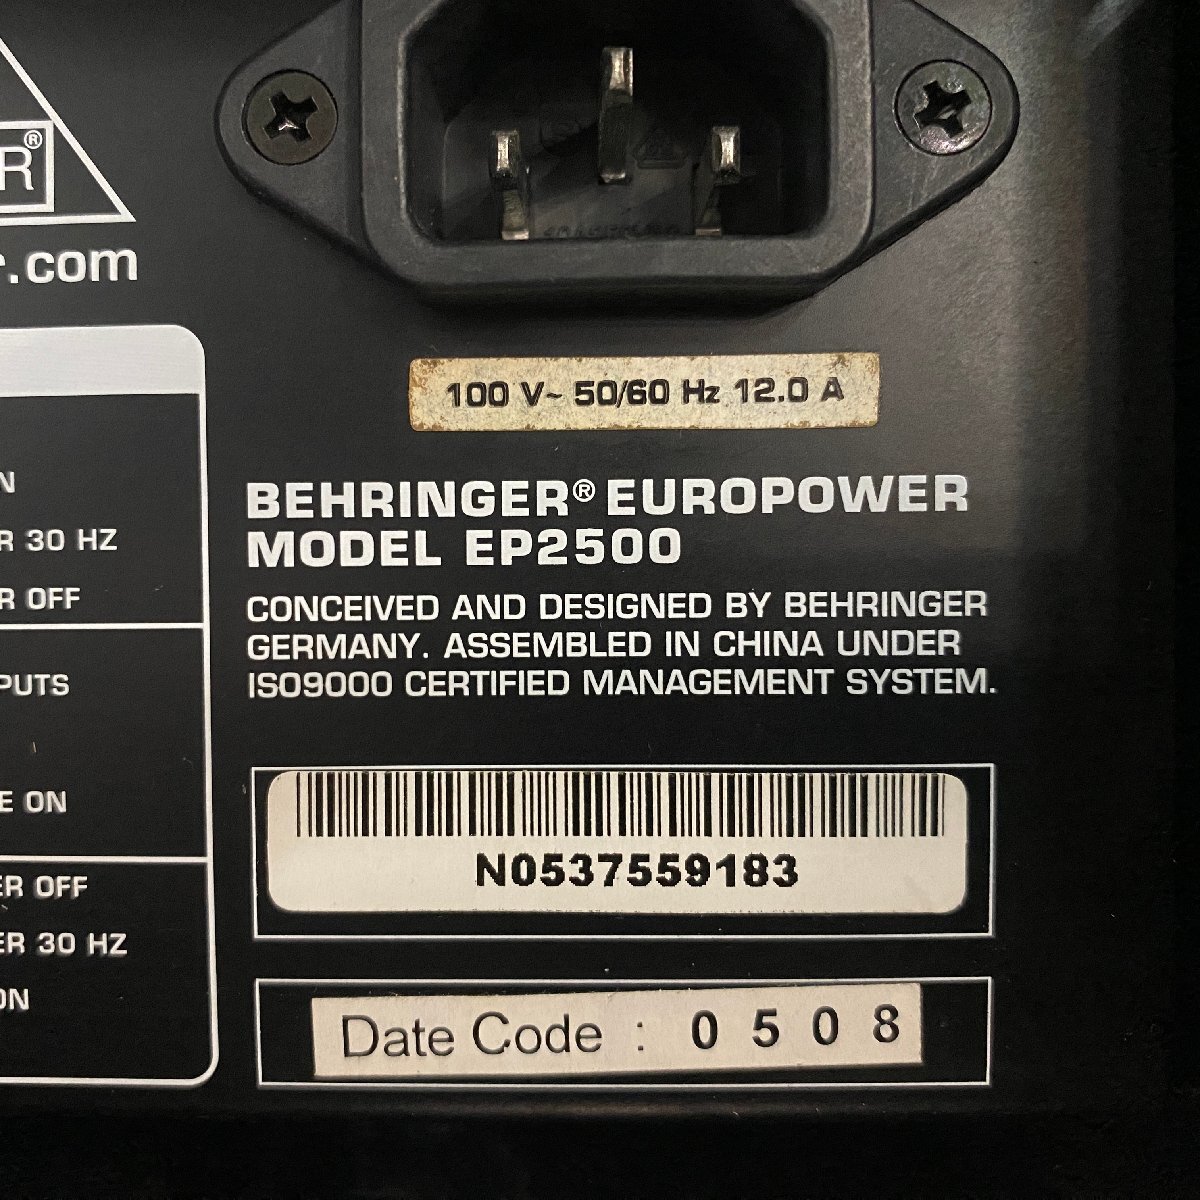 R®
r.com
100 V~ 50/60 Hz 12.0 A
BEHRINGER® EUROPOWER
MODEL EP2500
CONCEIVED AND DESIGNED BY BEHRINGER
GERMANY. ASSEMBLED IN CHINA UNDER
ISO9000 CERTIFIED MANAGEMENT SYSTEM.
N
R 30 HZ
R OFF
PUTS
E ON
ER OFF
ER 30 HZ
ON
N0537559183
Date Code : 0 5 0 8